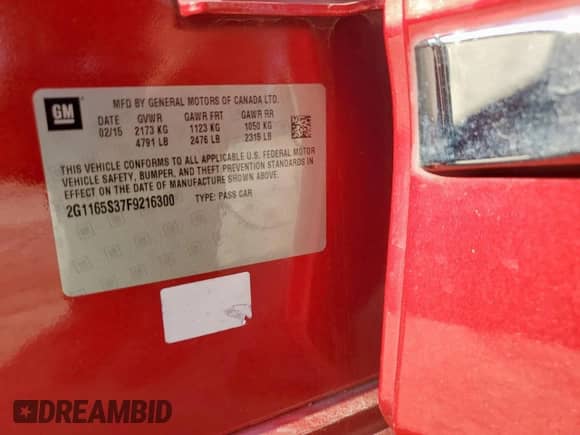 GM
MFD BY GENERAL MOTORS OF CANADA LTD.
DATE GVWR GAWR FRT GAWR RR
02/15 2173 KG 1123 KG 1050 KG
4791 LB 2476 LB 2315 LB
THIS VEHICLE CONFORMS TO ALL APPLICABLE U.S. FEDERAL MOTOR
VEHICLE SAFETY, BUMPER, AND THEFT PREVENTION STANDARDS IN
EFFECT ON THE DATE OF MANUFACTURE SHOWN ABOVE.
2G1165S37F9216300 TYPE: PASS CAR
DREAMBID